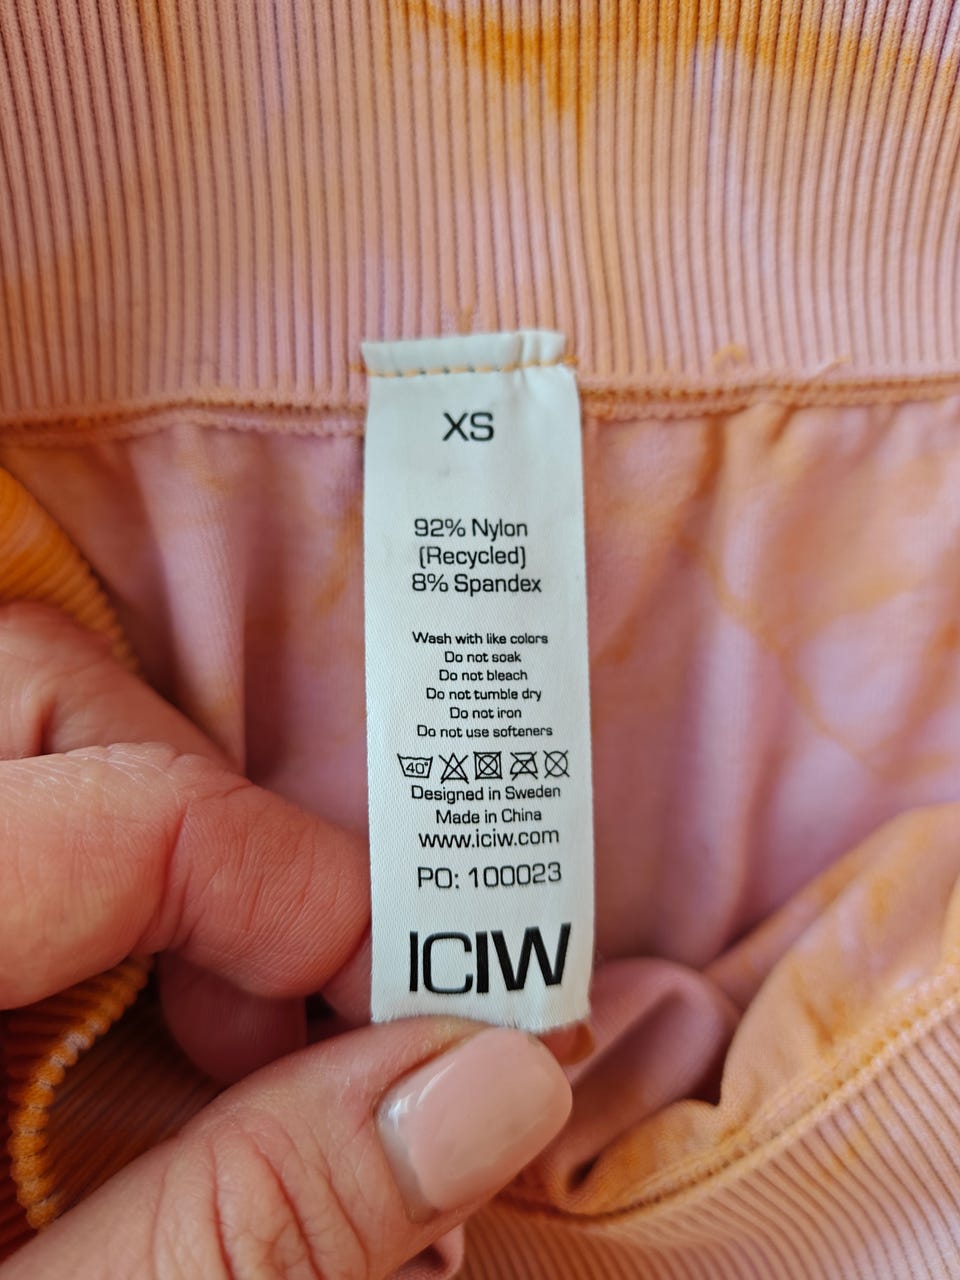 XS
92% Nylon
(Recycled)
8% Spandex
Wash with like colors
Do not soak
Do not bleach
Do not tumble dry
Do not iron
Do not use softeners
40°
Designed in Sweden
Made in China
www.iciw.com
PO: 100023
ICIW